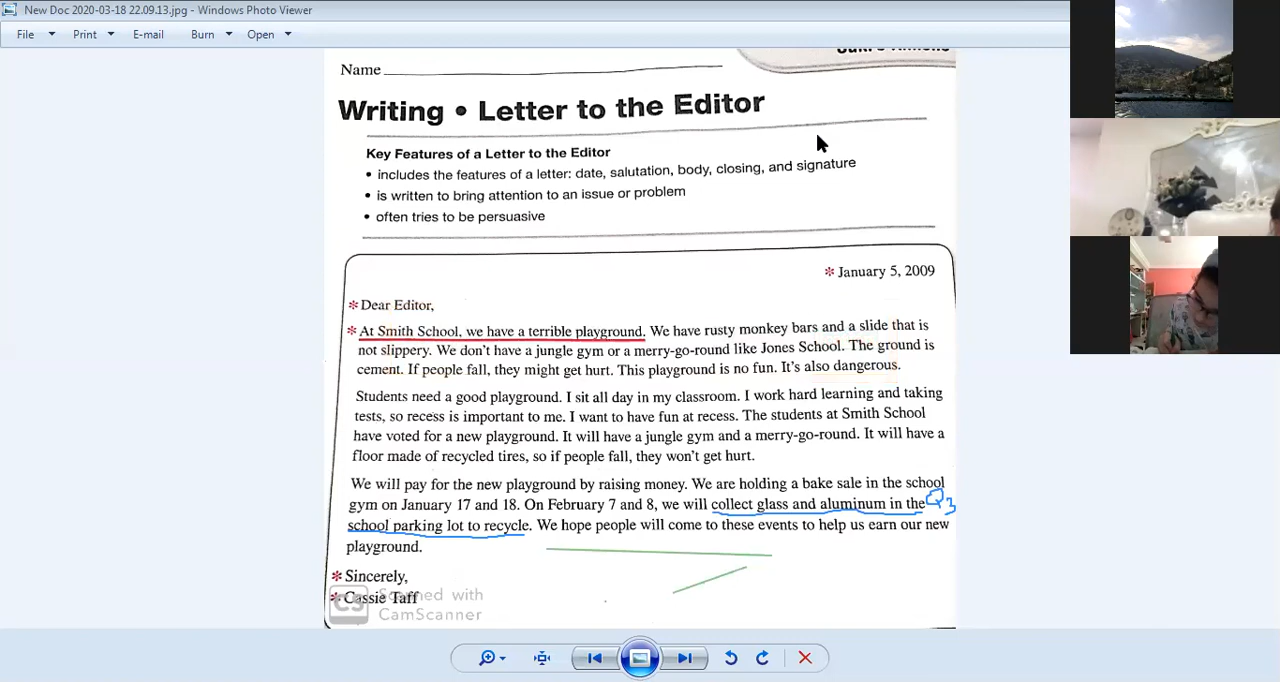 New Doc 2020-03-18 22.09.13.jpg - Windows Photo Viewer
File Print E-mail Burn Open
Name
Writing • Letter to the Editor
Key Features of a Letter to the Editor
• includes the features of a letter: date, salutation, body, closing, and signature
• is written to bring attention to an issue or problem
• often tries to be persuasive
* January 5, 2009
* Dear Editor,
* At Smith School, we have a terrible playground. We have rusty monkey bars and a slide that is
not slippery. We don't have a jungle gym or a merry-go-round like Jones School. The ground is
cement. If people fall, they might get hurt. This playground is no fun. It's also dangerous.
Students need a good playground. I sit all day in my classroom. I work hard learning and taking
tests, so recess is important to me. I want to have fun at recess. The students at Smith School
have voted for a new playground. It will have a jungle gym and a merry-go-round. It will have a
floor made of recycled tires, so if people fall, they won't get hurt.
We will pay for the new playground by raising money. We are holding a bake sale in the school
gym on January 17 and 18. On February 7 and 8, we will collect glass and aluminum in the Q3
school parking lot to recycle. We hope people will come to these events to help us earn our new
playground.
* Sincerely,
* Cassie Taff
CS Scanned with
CamScanner